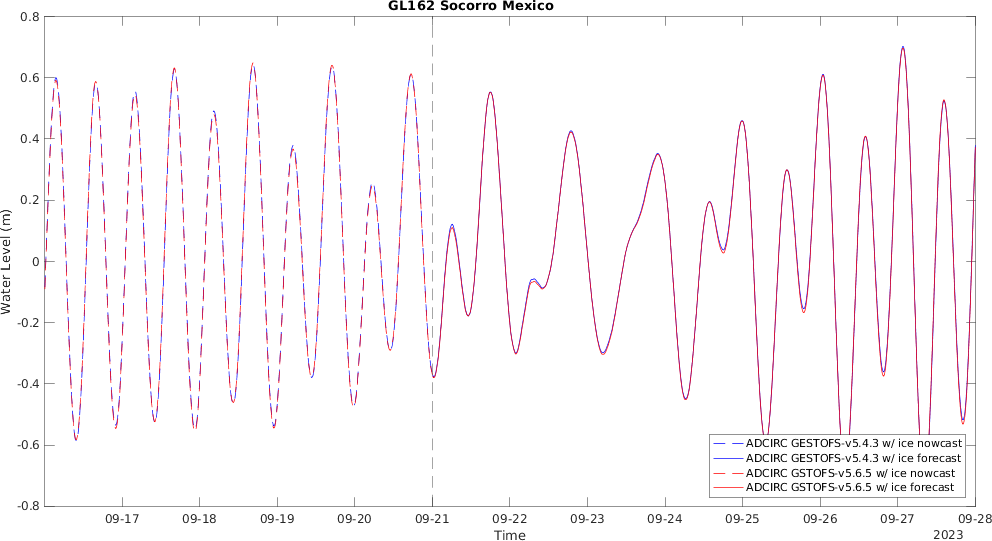 GL162 Socorro Mexico
0.8
0.6
0.4
0.2
0
-0.2
-0.4
-0.6
-0.8
Water Level (m)
ADCIRC GESTOFS-v5.4.3 w/ ice nowcast
ADCIRC GESTOFS-v5.4.3 w/ ice forecast
ADCIRC GSTOFS-v5.6.5 w/ ice nowcast
ADCIRC GSTOFS-v5.6.5 w/ ice forecast
09-17 09-18 09-19 09-20 09-21 09-22 09-23 09-24 09-25 09-26 09-27 09-28
Time
2023